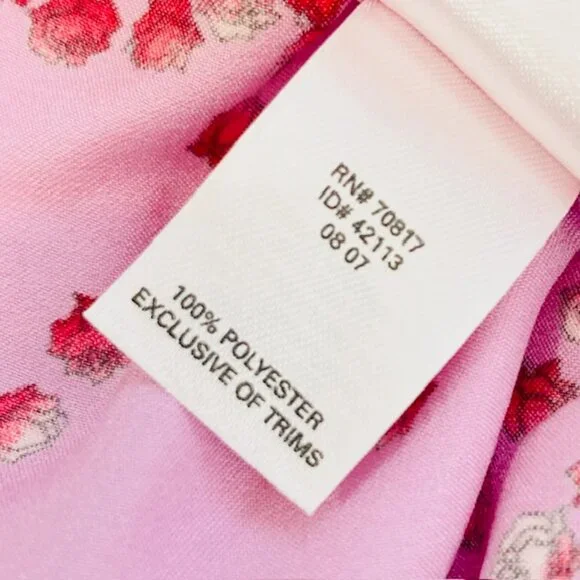 RN# 70817
ID# 42113
08 07
100% POLYESTER
EXCLUSIVE OF TRIMS